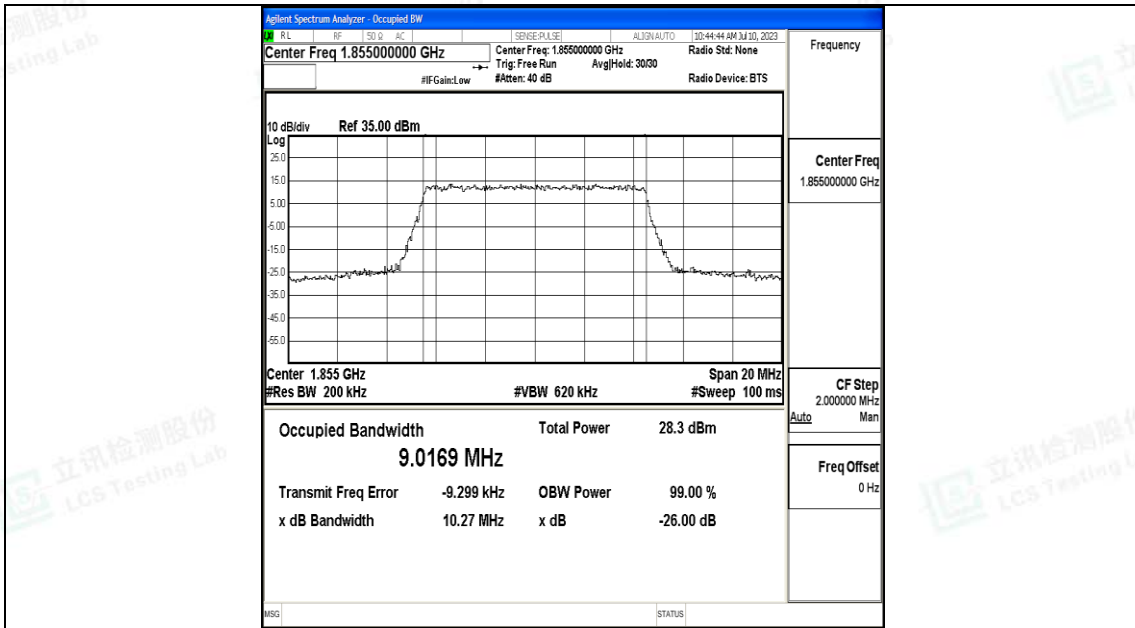 Agilent Spectrum Analyzer - Occupied BW
RL RF 50 Ω AC SENSE:PULSE ALIGN AUTO 10:44:44 AM Jul 10, 2023
Center Freq 1.855000000 GHz
Center Freq: 1.855000000 GHz
Radio Std: None
Trig: Free Run Avg|Hold: 30/30
#IFGain:Low
#Atten: 40 dB
Radio Device: BTS
Frequency
10 dB/div Ref 35.00 dBm
Log
25.0
15.0
5.00
-5.00
-15.0
-25.0
-35.0
-45.0
-55.0
Center Freq
1.855000000 GHz
Center 1.855 GHz Span 20 MHz
#Res BW 200 kHz #VBW 620 kHz #Sweep 100 ms
CF Step
2.000000 MHz
Auto Man
Occupied Bandwidth Total Power 28.3 dBm
9.0169 MHz
Transmit Freq Error -9.299 kHz OBW Power 99.00 %
x dB Bandwidth 10.27 MHz x dB -26.00 dB
Freq Offset
0 Hz
MSG STATUS
立讯检测股份
LCS Testing Lab
立讯检测股份
LCS Testing L
检测股份
sting Lab
立